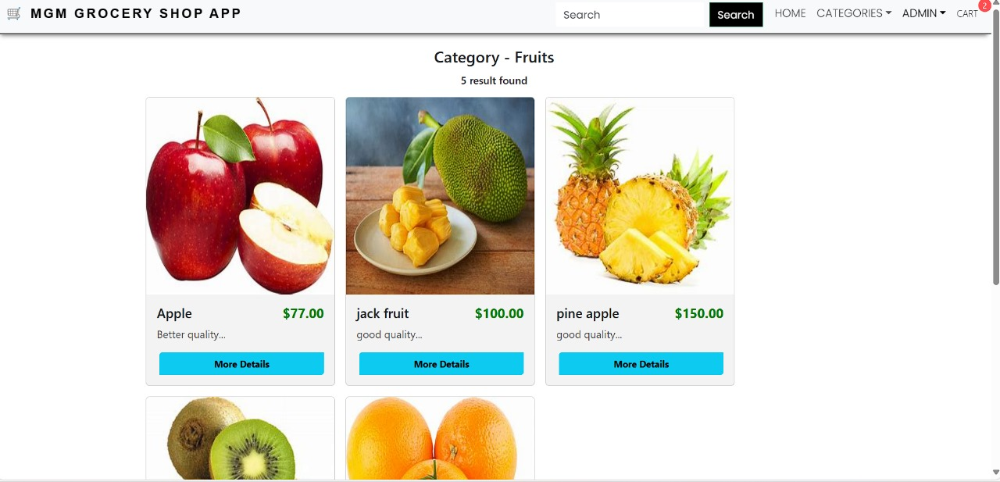 MGM GROCERY SHOP APP
Search
Search
HOME
CATEGORIES
ADMIN
CART
2
Category - Fruits
5 result found
Apple $77.00
Better quality...
More Details
jack fruit $100.00
good quality...
More Details
pine apple $150.00
good quality...
More Details